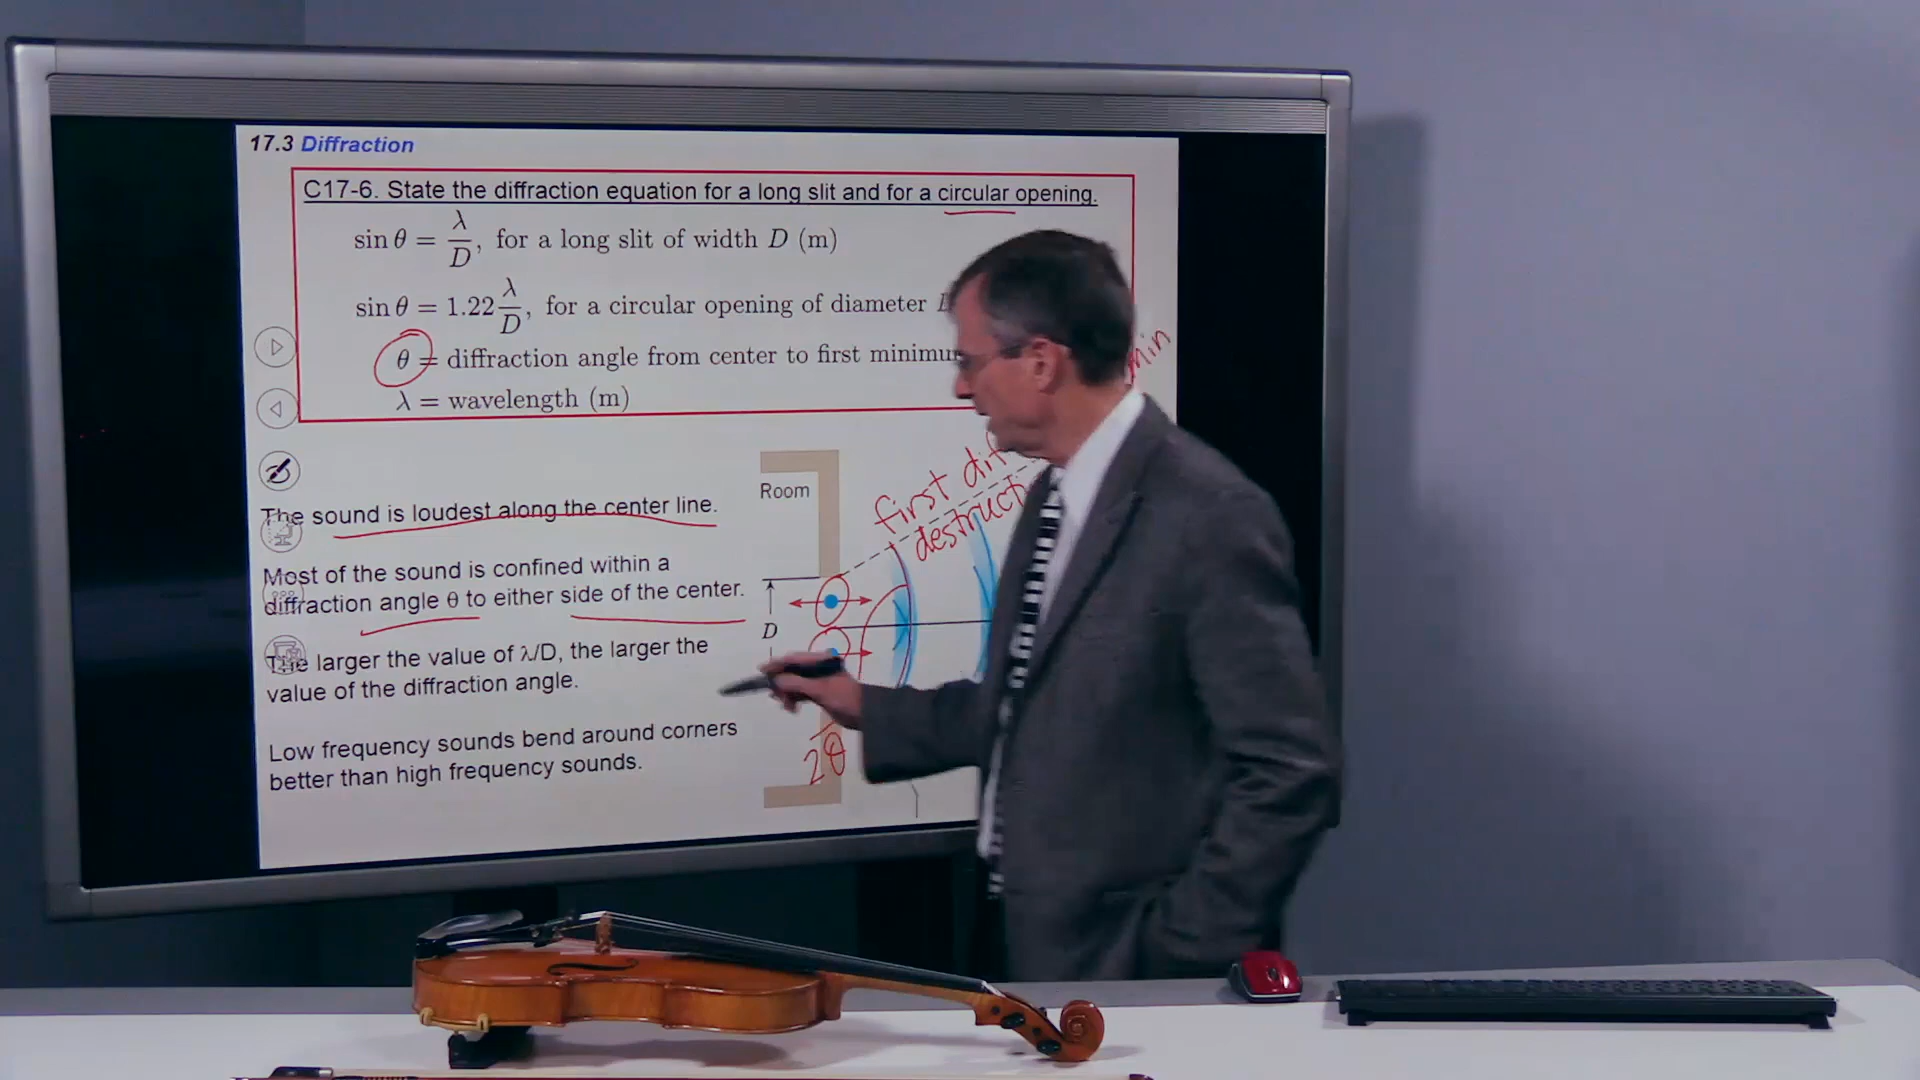 17.3 Diffraction
C17-6. State the diffraction equation for a long slit and for a circular opening.
sin θ = λ/D, for a long slit of width D (m)
sin θ = 1.22 λ/D, for a circular opening of diameter
θ = diffraction angle from center to first minimu
λ = wavelength (m)
min
The sound is loudest along the center line.
Most of the sound is confined within a
diffraction angle θ to either side of the center.
The larger the value of λ/D, the larger the
value of the diffraction angle.
Low frequency sounds bend around corners
better than high frequency sounds.
Room
first dif
destructi
D
2θ